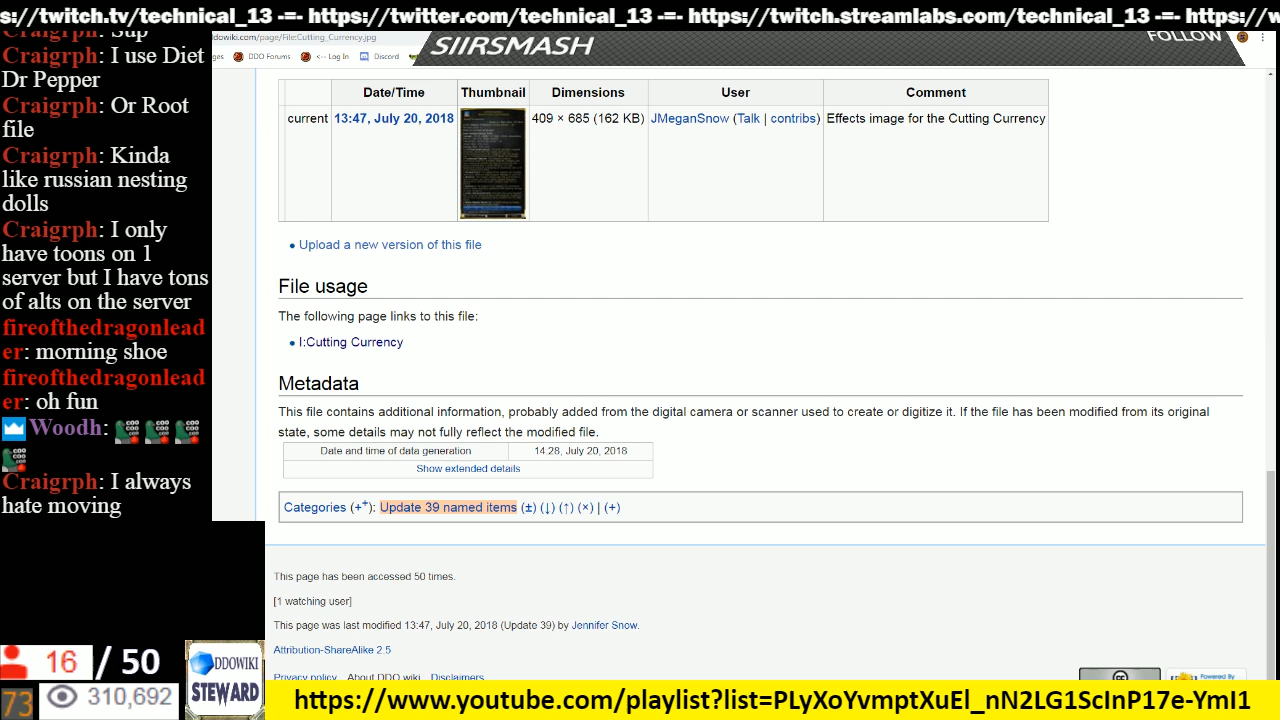 s://twitch.tv/technical_13 -=- https://twitter.com/technical_13 -=- https://twitch.streamlabs.com/technical_13 -=- https://w
Craigrph: Sup
Craigrph: I use Diet
Dr Pepper
Craigrph: Or Root
file
Craigrph: Kinda
like russian nesting
dolls
Craigrph: I only
have toons on 1
server but I have tons
of alts on the server
fireofthedragonlead
er: morning shoe
fireofthedragonlead
er: oh fun
Woodh:
Craigrph: I always
hate moving
ddowiki.com/page/File:Cutting_Currency.jpg
SIIRSMASH
FOLLOW
ges DDO Forums <-- Log In Discord
Date/Time Thumbnail Dimensions User Comment
current 13:47, July 20, 2018 409 × 685 (162 KB) JMeganSnow (Talk | contribs) Effects image for the Cutting Currency
Upload a new version of this file
File usage
The following page links to this file:
I:Cutting Currency
Metadata
This file contains additional information, probably added from the digital camera or scanner used to create or digitize it. If the file has been modified from its original
state, some details may not fully reflect the modified file.
Date and time of data generation 14:28, July 20, 2018
Show extended details
Categories (+⁺): Update 39 named items (±) (↓) (↑) (×) | (+)
This page has been accessed 50 times.
[1 watching user]
This page was last modified 13:47, July 20, 2018 (Update 39) by Jennifer Snow.
Attribution-ShareAlike 2.5
Privacy policy About DDO wiki Disclaimers
Powered By
16 / 50
73 310,692
DDOWIKI
STEWARD
https://www.youtube.com/playlist?list=PLyXoYvmptXuEl_nN2LG1ScInP17e-YmI1